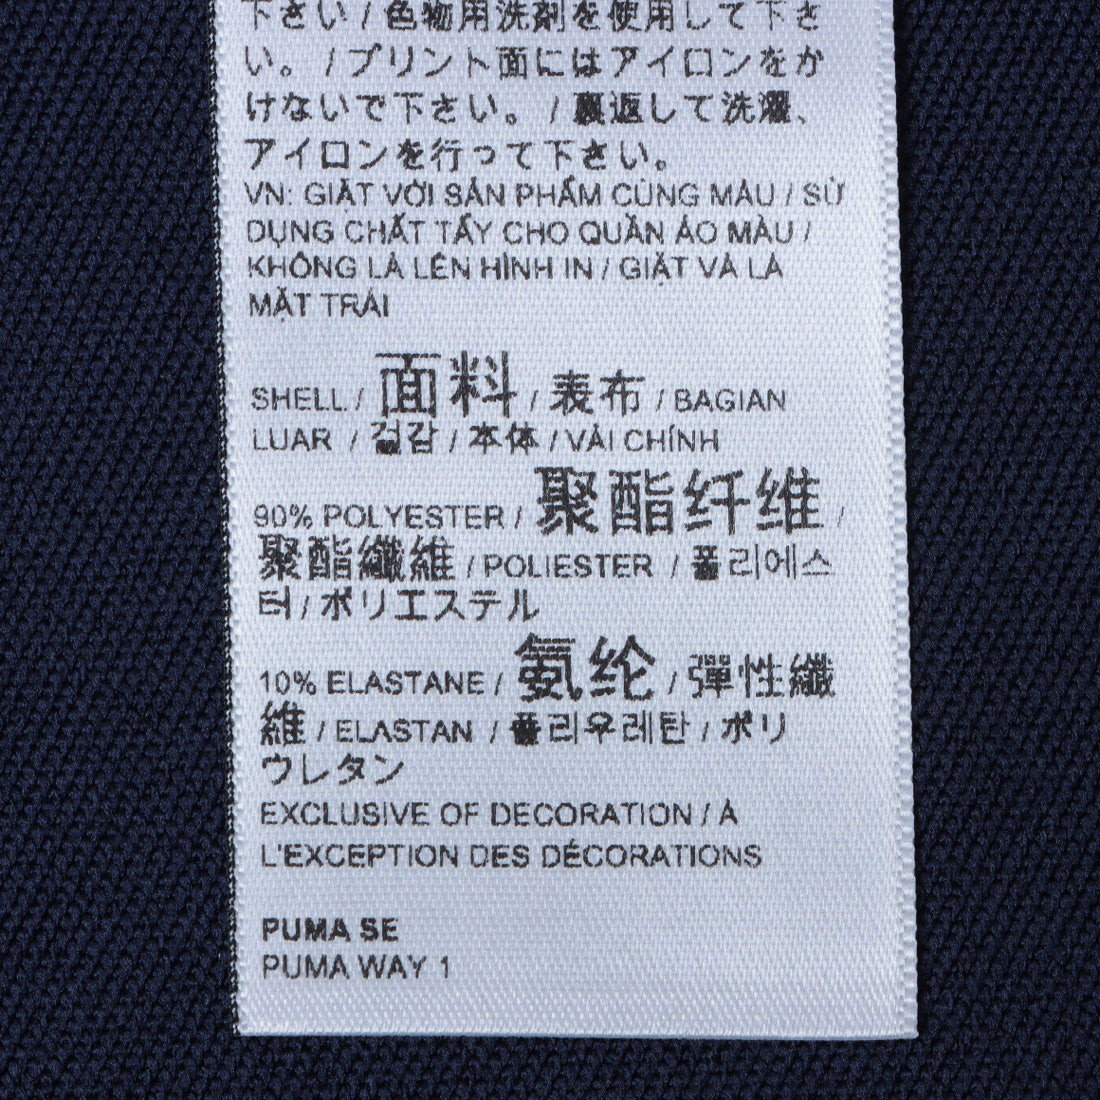 下さい / 色物用洗剤を使用して下さ
い。 / プリント面にはアイロンをか
けないで下さい。 / 裏返して洗濯、
アイロンを行って下さい。
VN: GIẶT VỚI SẢN PHẨM CÙNG MÀU / SỬ
DỤNG CHẤT TẨY CHO QUẦN ÁO MÀU /
KHÔNG LÀ LÊN HÌNH IN / GIẶT VÀ LÀ
MẶT TRÁI
SHELL / 面料 / 表布 / BAGIAN
LUAR / 겉감 / 本体 / VẢI CHÍNH
90% POLYESTER / 聚酯纤维 /
聚酯纖維 / POLIESTER / 폴리에스
터 / ポリエステル
10% ELASTANE / 氨纶 / 彈性纖
維 / ELASTAN / 폴리우레탄 / ポリ
ウレタン
EXCLUSIVE OF DECORATION / À
L'EXCEPTION DES DÉCORATIONS
PUMA SE
PUMA WAY 1